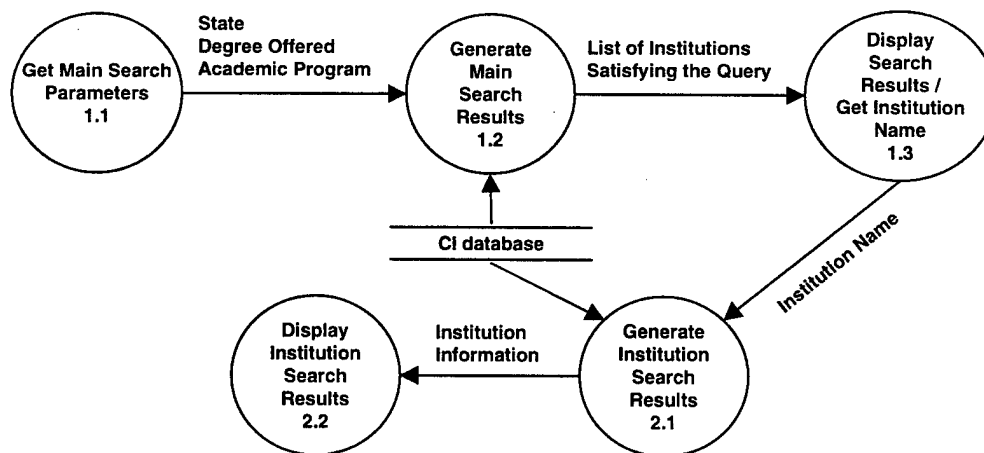 Get Main Search
Parameters
1.1
State
Degree Offered
Academic Program
Generate
Main
Search
Results
1.2
List of Institutions
Satisfying the Query
Display
Search
Results /
Get Institution
Name
1.3
CI database
Institution Name
Display
Institution
Search
Results
2.2
Institution
Information
Generate
Institution
Search
Results
2.1